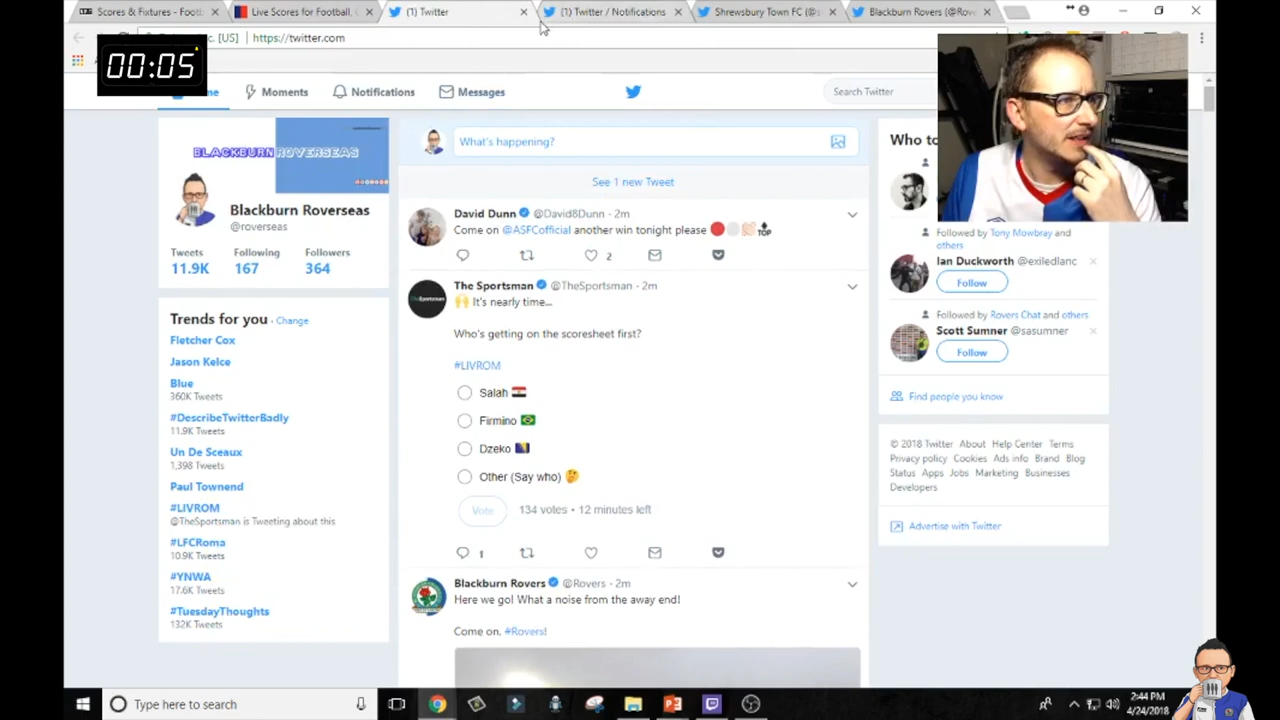 Scores & Fixtures - Footb
Live Scores for Football,
(1) Twitter
(1) Twitter / Notifications
Shrewsbury Town FC (@s
Blackburn Rovers (@Rove
00:05
[US]
https://twitter.com
Moments
Notifications
Messages
Search Twitter
BLACKBURN ROVERSEAS
Blackburn Roverseas
@roverseas
Tweets Following Followers
11.9K 167 364
Trends for you · Change
Fletcher Cox
Jason Kelce
Blue
360K Tweets
#DescribeTwitterBadly
11.9K Tweets
Un De Sceaux
1,398 Tweets
Paul Townend
#LIVROM
@TheSportsman is Tweeting about this
#LFCRoma
10.9K Tweets
#YNWA
17.6K Tweets
#TuesdayThoughts
132K Tweets
What's happening?
See 1 new Tweet
David Dunn @David8Dunn · 2m
Come on @ASFCofficial another win tonight please 🔴⚪👏🏻🔝
2
The Sportsman @TheSportsman · 2m
🙌 It's nearly time...
Who's getting on the scoresheet first?
#LIVROM
Salah 🇪🇬
Firmino 🇧🇷
Dzeko 🇧🇦
Other (Say who) 🤔
Vote 134 votes • 12 minutes left
1
Blackburn Rovers @Rovers · 2m
Here we go! What a noise from the away end!
Come on, #Rovers!
Who to
Followed by Tony Mowbray and
others
Ian Duckworth @exiledlanc
Follow
Followed by Rovers Chat and others
Scott Sumner @sasumner
Follow
Find people you know
© 2018 Twitter About Help Center Terms
Privacy policy Cookies Ads info Brand Blog
Status Apps Jobs Marketing Businesses
Developers
Advertise with Twitter
Type here to search
2:44 PM
4/24/2018